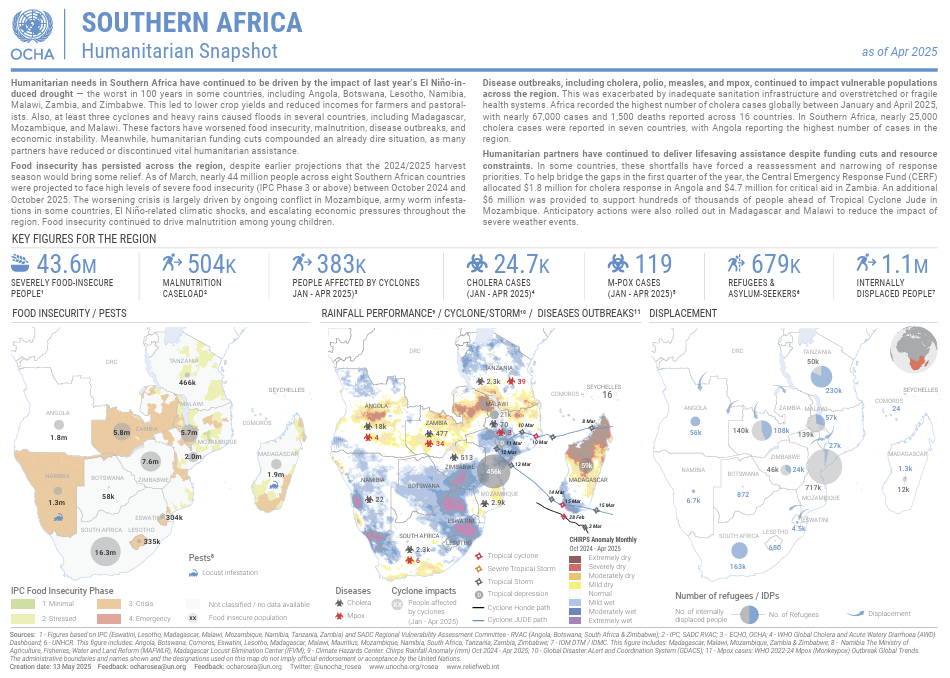 OCHA
SOUTHERN AFRICA
Humanitarian Snapshot
as of Apr 2025
Humanitarian needs in Southern Africa have continued to be driven by the impact of last year's El Niño-in-
duced drought — the worst in 100 years in some countries, including Angola, Botswana, Lesotho, Namibia,
Malawi, Zambia, and Zimbabwe. This led to lower crop yields and reduced incomes for farmers and pastoral-
ists. Also, at least three cyclones and heavy rains caused floods in several countries, including Madagascar,
Mozambique, and Malawi. These factors have worsened food insecurity, malnutrition, disease outbreaks, and
economic instability. Meanwhile, humanitarian funding cuts compounded an already dire situation, as many
partners have reduced or discontinued vital humanitarian assistance.
Food insecurity has persisted across the region, despite earlier projections that the 2024/2025 harvest
season would bring some relief. As of March, nearly 44 million people across eight Southern African countries
were projected to face high levels of severe food insecurity (IPC Phase 3 or above) between October 2024 and
October 2025. The worsening crisis is largely driven by ongoing conflict in Mozambique, army worm infesta-
tions in some countries, El Niño-related climatic shocks, and escalating economic pressures throughout the
region. Food insecurity continued to drive malnutrition among young children.
Disease outbreaks, including cholera, polio, measles, and mpox, continued to impact vulnerable populations
across the region. This was exacerbated by inadequate sanitation infrastructure and overstretched or fragile
health systems. Africa recorded the highest number of cholera cases globally between January and April 2025,
with nearly 67,000 cases and 1,500 deaths reported across 16 countries. In Southern Africa, nearly 25,000
cholera cases were reported in seven countries, with Angola reporting the highest number of cases in the
region.
Humanitarian partners have continued to deliver lifesaving assistance despite funding cuts and resource
constraints. In some countries, these shortfalls have forced a reassessment and narrowing of response
priorities. To help bridge the gaps in the first quarter of the year, the Central Emergency Response Fund (CERF)
allocated $1.8 million for cholera response in Angola and $4.7 million for critical aid in Zambia. An additional
$6 million was provided to support hundreds of thousands of people ahead of Tropical Cyclone Jude in
Mozambique. Anticipatory actions were also rolled out in Madagascar and Malawi to reduce the impact of
severe weather events.
KEY FIGURES FOR THE REGION
43.6M
SEVERELY FOOD-INSECURE
PEOPLE¹
504K
MALNUTRITION
CASELOAD²
383K
PEOPLE AFFECTED BY CYCLONES
JAN - APR 2025)³
24.7K
CHOLERA CASES
(JAN - APR 2025)⁴
119
M-POX CASES
(JAN - APR 2025)⁵
679K
REFUGEES &
ASYLUM-SEEKERS⁶
1.1M
INTERNALLY
DISPLACED PEOPLE⁷
FOOD INSECURITY / PESTS
DRC
TANZANIA
466k
SEYCHELLES
ANGOLA
1.8m
MALAWI
5.8m
ZAMBIA
5.7m
COMOROS
MOZAMBIQUE
2.0m
7.6m
MADAGASCAR
1.9m
NAMIBIA
1.3m
BOTSWANA
ZIMBABWE
58k
ESWATINI
304k
SOUTH AFRICA
LESOTHO
335k
16.3m
Pests⁸
Locust infestation
IPC Food Insecurity Phase
1: Minimal
3: Crisis
Not classified / no data available
2: Stressed
4: Emergency
xx
Food insecure population
RAINFALL PERFORMANCE⁹ / CYCLONE/STORM¹⁰ / DISEASES OUTBREAKS¹¹
DRC
TANZANIA
2.3k
39
SEYCHELLES
16
COMOROS
ANGOLA
18k
4
MALAWI
21k
70
3
ZAMBIA
477
34
8 Mar
10 Mar
10 Mar
11 Mar
12 Mar
13 Mar
513
ZIMBABWE
456k
59k
MADAGASCAR
NAMIBIA
22
BOTSWANA
MOZAMBIQUE
2.9k
14 Mar
15 Mar
15 Mar
28 Feb
3 Mar
ESWATINI
SOUTH AFRICA
LESOTHO
2.3k
6
Diseases
Cholera
Mpox
Cyclone impacts
XX
People affected
by cyclones
(Jan - Apr 2025)
Tropical cyclone
Severe Tropical Storm
Tropical Storm
Tropical depression
Cyclone Honde path
Cyclone JUDE path
CHIRPS Anomaly Monthly
Oct 2024 - Apr 2025
Extremely dry
Severely dry
Moderately dry
Mild dry
Normal
Mild wet
Moderately wet
Extremely wet
DISPLACEMENT
DRC
TANZANIA
50k
230k
SEYCHELLES
COMOROS
24
ANGOLA
56k
ZAMBIA
140k
108k
MALAWI
57k
139k
27k
MADAGASCAR
1.3k
12k
NAMIBIA
6.7k
BOTSWANA
872
ZIMBABWE
46k
24k
717k
MOZAMBIQUE
ESWATINI
4.5k
LESOTHO
SOUTH AFRICA
163k
Number of refugees / IDPs
No. of internally
displaced people
No. of Refugees
Displacement
Sources: 1 - Figures based on IPC (Eswatini, Lesotho, Madagascar, Malawi, Mozambique, Namibia, Tanzania, Zambia) and SADC Regional Vulnerability Assessment Committee - RVAC (Angola, Botswana, South Africa & Zimbabwe); 2 - IPC, SADC RVAC; 3 - ECHO, OCHA; 4 - WHO Global Cholera and Acute Watery Diarrhoea (AWD)
Dashboard; 6 - UNHCR. This figure includes: Angola, Botswana, Comoros, Eswatini, Lesotho, Malawi, Madagascar, Mauritius, Mozambique, Namibia, South Africa, Tanzania, Zambia, Zimbabwe; 7 - IOM DTM / IDMC. This figure includes: Madagascar, Malawi, Mozambique, Zambia & Zimbabwe; 8 - Namibia The Ministry of
Agriculture, Fisheries, Water and Land Reform (MAFWLR), Madagascar Locust Elimination Center (IFVM); 9 - Climate Hazards Center. Chirps Rainfall Anomaly (mm) Oct 2024 - Apr 2025; 10 - Global Disaster ALert and Coordination System (GDACS); 11 - Mpox cases: WHO 2022-24 Mpox (Monkeypox) Outbreak Global Trends.
The administrative boundaries and names shown and the designations used on this map do not imply official endorsement or acceptance by the United Nations.
Creation date: 13 May 2025 Feedback: ocharosea@un.org Feedback: ocharosea@un.org Twitter: @unocha_rosea www.unocha.org/rosea www.reliefweb.int